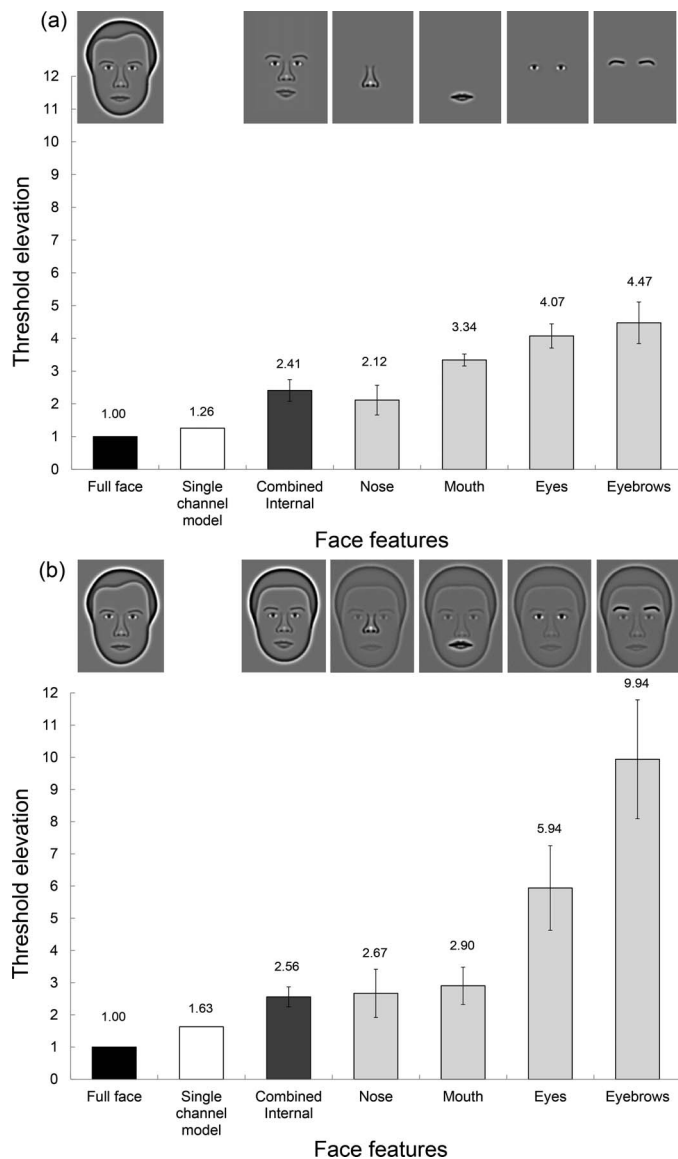 (a)
12
11
10
9
8
7
6
5
4
3
2
1
0
Threshold elevation
1.00
1.26
2.41
2.12
3.34
4.07
4.47
Full face
Single
channel
model
Combined
Internal
Nose
Mouth
Eyes
Eyebrows
Face features
(b)
12
11
10
9
8
7
6
5
4
3
2
1
0
Threshold elevation
1.00
1.63
2.56
2.67
2.90
5.94
9.94
Full face
Single
channel
model
Combined
Internal
Nose
Mouth
Eyes
Eyebrows
Face features